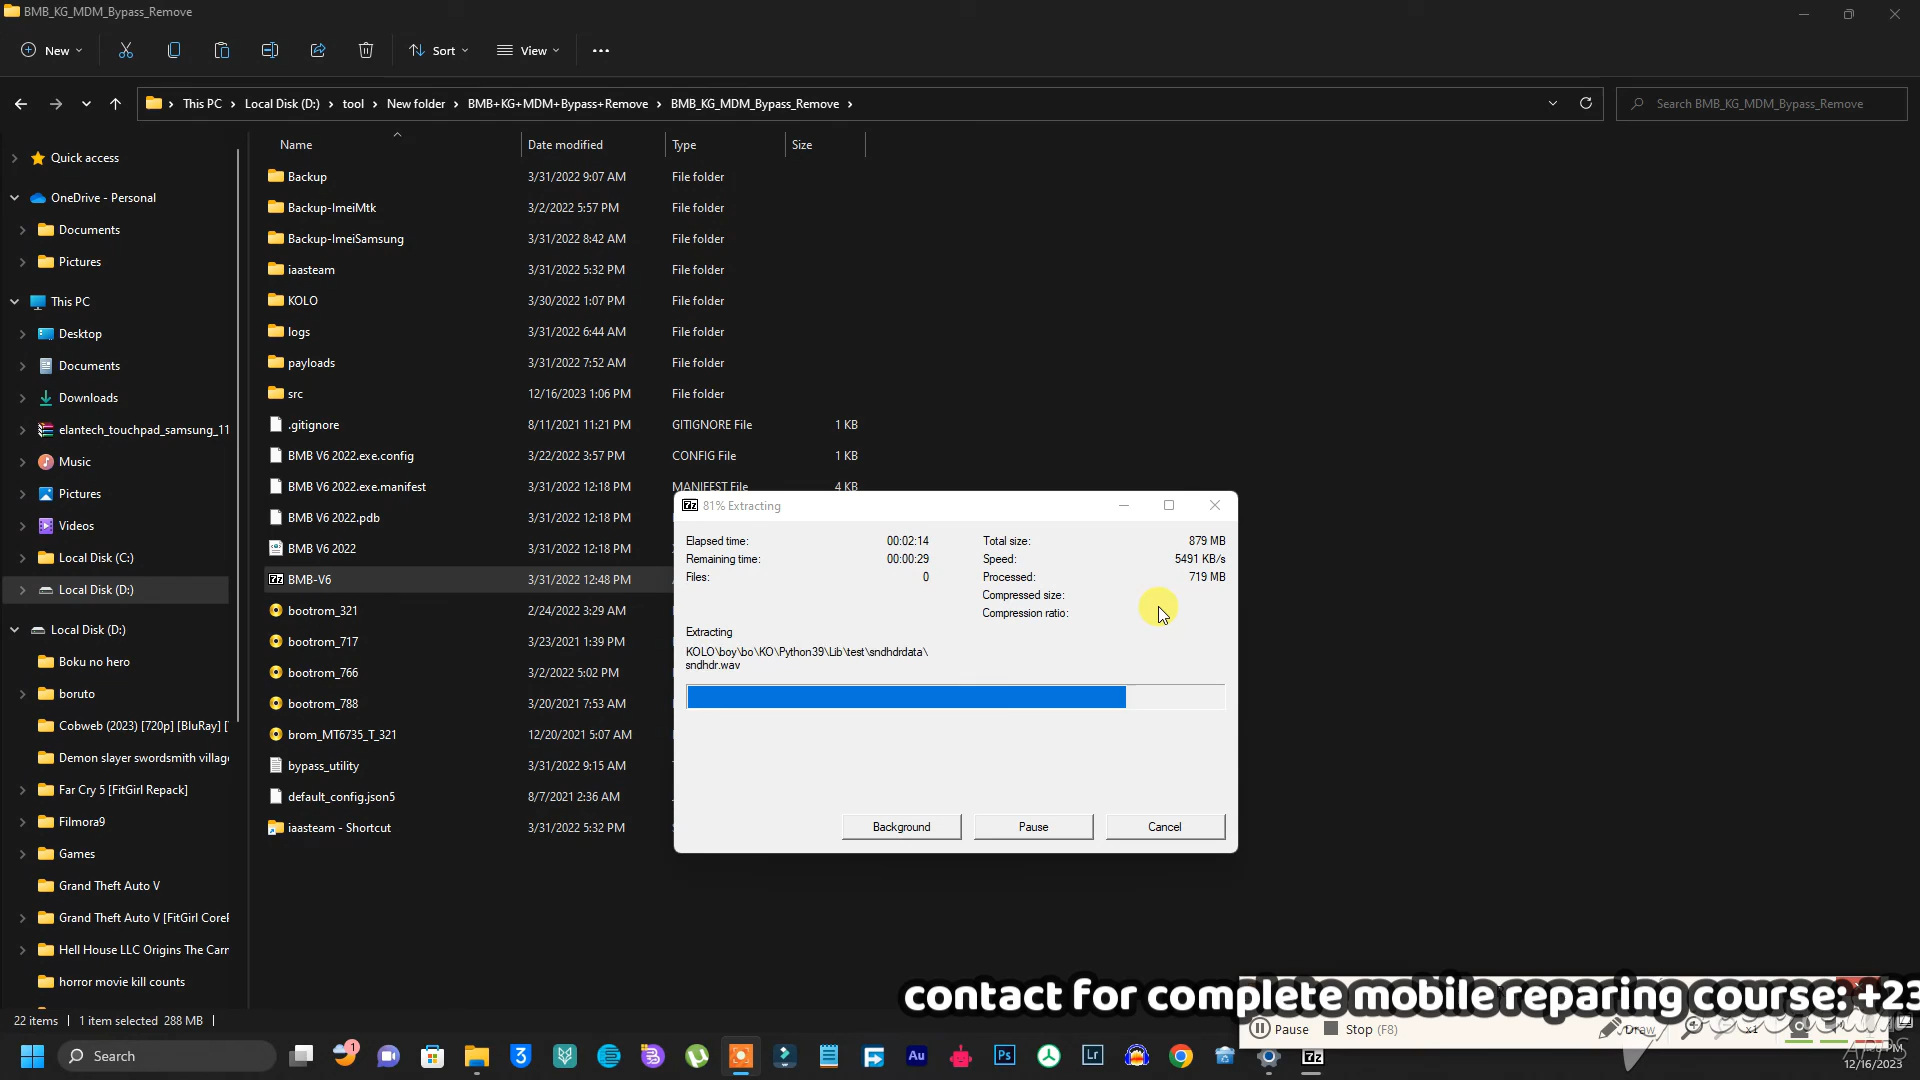 BMB_KG_MDM_Bypass_Remove
New
Sort
View
This PC
Local Disk (D:)
tool
New folder
BMB+KG+MDM+Bypass+Remove
BMB_KG_MDM_Bypass_Remove
Search BMB_KG_MDM_Bypass_Remove
Name
Date modified
Type
Size
Quick access
OneDrive - Personal
Documents
Pictures
This PC
Desktop
Documents
Downloads
elantech_touchpad_samsung_11
Music
Pictures
Videos
Local Disk (C:)
Local Disk (D:)
Local Disk (D:)
Boku no hero
boruto
Cobweb (2023) [720p] [BluRay] [
Demon slayer swordsmith village
Far Cry 5 [FitGirl Repack]
Filmora9
Games
Grand Theft Auto V
Grand Theft Auto V [FitGirl CoreF
Hell House LLC Origins The Carr
horror movie kill counts
Backup 3/31/2022 9:07 AM File folder
Backup-ImeiMtk 3/2/2022 5:57 PM File folder
Backup-ImeiSamsung 3/31/2022 8:42 AM File folder
iaasteam 3/31/2022 5:32 PM File folder
KOLO 3/30/2022 1:07 PM File folder
logs 3/31/2022 6:44 AM File folder
payloads 3/31/2022 7:52 AM File folder
src 12/16/2023 1:06 PM File folder
.gitignore 8/11/2021 11:21 PM GITIGNORE File 1 KB
BMB V6 2022.exe.config 3/22/2022 3:57 PM CONFIG File 1 KB
BMB V6 2022.exe.manifest 3/31/2022 12:18 PM MANIFEST File 4 KB
BMB V6 2022.pdb 3/31/2022 12:18 PM
BMB V6 2022 3/31/2022 12:18 PM
BMB-V6 3/31/2022 12:48 PM
bootrom_321 2/24/2022 3:29 AM
bootrom_717 3/23/2021 1:39 PM
bootrom_766 3/2/2022 5:02 PM
bootrom_788 3/20/2021 7:53 AM
brom_MT6735_T_321 12/20/2021 5:07 AM
bypass_utility 3/31/2022 9:15 AM
default_config.json5 8/7/2021 2:36 AM
iaasteam - Shortcut 3/31/2022 5:32 PM
7z 81% Extracting
Elapsed time: 00:02:14 Total size: 879 MB
Remaining time: 00:00:29 Speed: 5491 KB/s
Files: 0 Processed: 719 MB
Compressed size:
Compression ratio:
Extracting
KOLO\boy\bo\KO\Python39\Lib\test\sndhdrdata\
sndhdr.wav
Background
Pause
Cancel
contact for complete mobile reparing course: +23
Pause
Stop (F8)
Draw
x1
22 items
1 item selected 288 MB
Search
1
Au
Ps
Lr
7z
APPS
12/16/2023